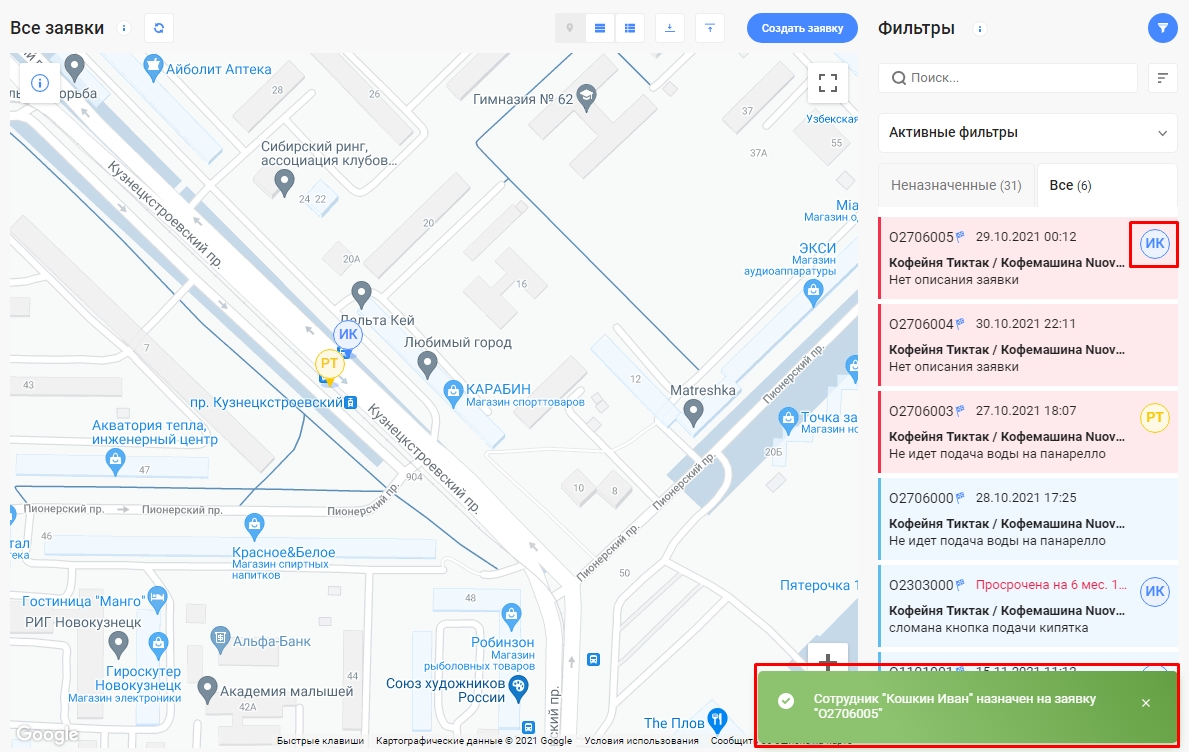 Все заявки
Создать заявку
Фильтры
Поиск...
Активные фильтры
Неназначенные (31)
Все (6)
О2706005
29.10.2021 00:12
ИК
Кофейня Тиктак / Кофемашина Nuov...
Нет описания заявки
О2706004
30.10.2021 22:11
Кофейня Тиктак / Кофемашина Nuov...
Нет описания заявки
О2706003
27.10.2021 18:07
РТ
Кофейня Тиктак / Кофемашина Nuov...
Не идет подача воды на панарелло
О2706000
28.10.2021 17:25
Кофейня Тиктак / Кофемашина Nuov...
Не идет подача воды на панарелло
О2303000
Просрочена на 6 мес. 1...
ИК
Кофейня Тиктак / Кофемашина Nuov...
сломана кнопка подачи кипятка
О1101001
15.11.2021 11:12
Сотрудник "Кошкин Иван" назначен на заявку
"О2706005"
Айболит Аптека
орьба
28
26
Гимназия № 62
37
Узбекская
55
37А
Сибирский ринг,
ассоциация клубов...
24 22
Кузнецкстроевский пр.
20
20А
16
Mia
Магазин о
ЭКСИ
Магазин
аудиоаппаратуры
Дельта Кей
ИК
РТ
Любимый город
7
43
12
Пионерский пр.
КАРАБИН
Магазин спорттоваров
Matreshka
Точка за
Магазин но
пр. Кузнецкстроевский
Кузнецкстроевский пр.
Акватория тепла,
инженерный центр
47
20Б
904
10
8
Пионерский пр.
Пионерский пр.
Пионерский пр.
Пионерский пр.
Пионерский пр.
46
тал
тека
Красное&Белое
Магазин спиртных
напитков
50
Пятерочка 1
48
Гостиница "Манго"
РИГ Новокузнецк
Альфа-Банк
Робинзон
Магазин
рыболовных товаров
Гироскутер
Новокузнецк
Магазин электроники
Академия малышей
42А
44
Союз художников
России
ский пр.
The Плов
Google
Быстрые клавиши
Картографические данные © 2021 Google
Условия использования